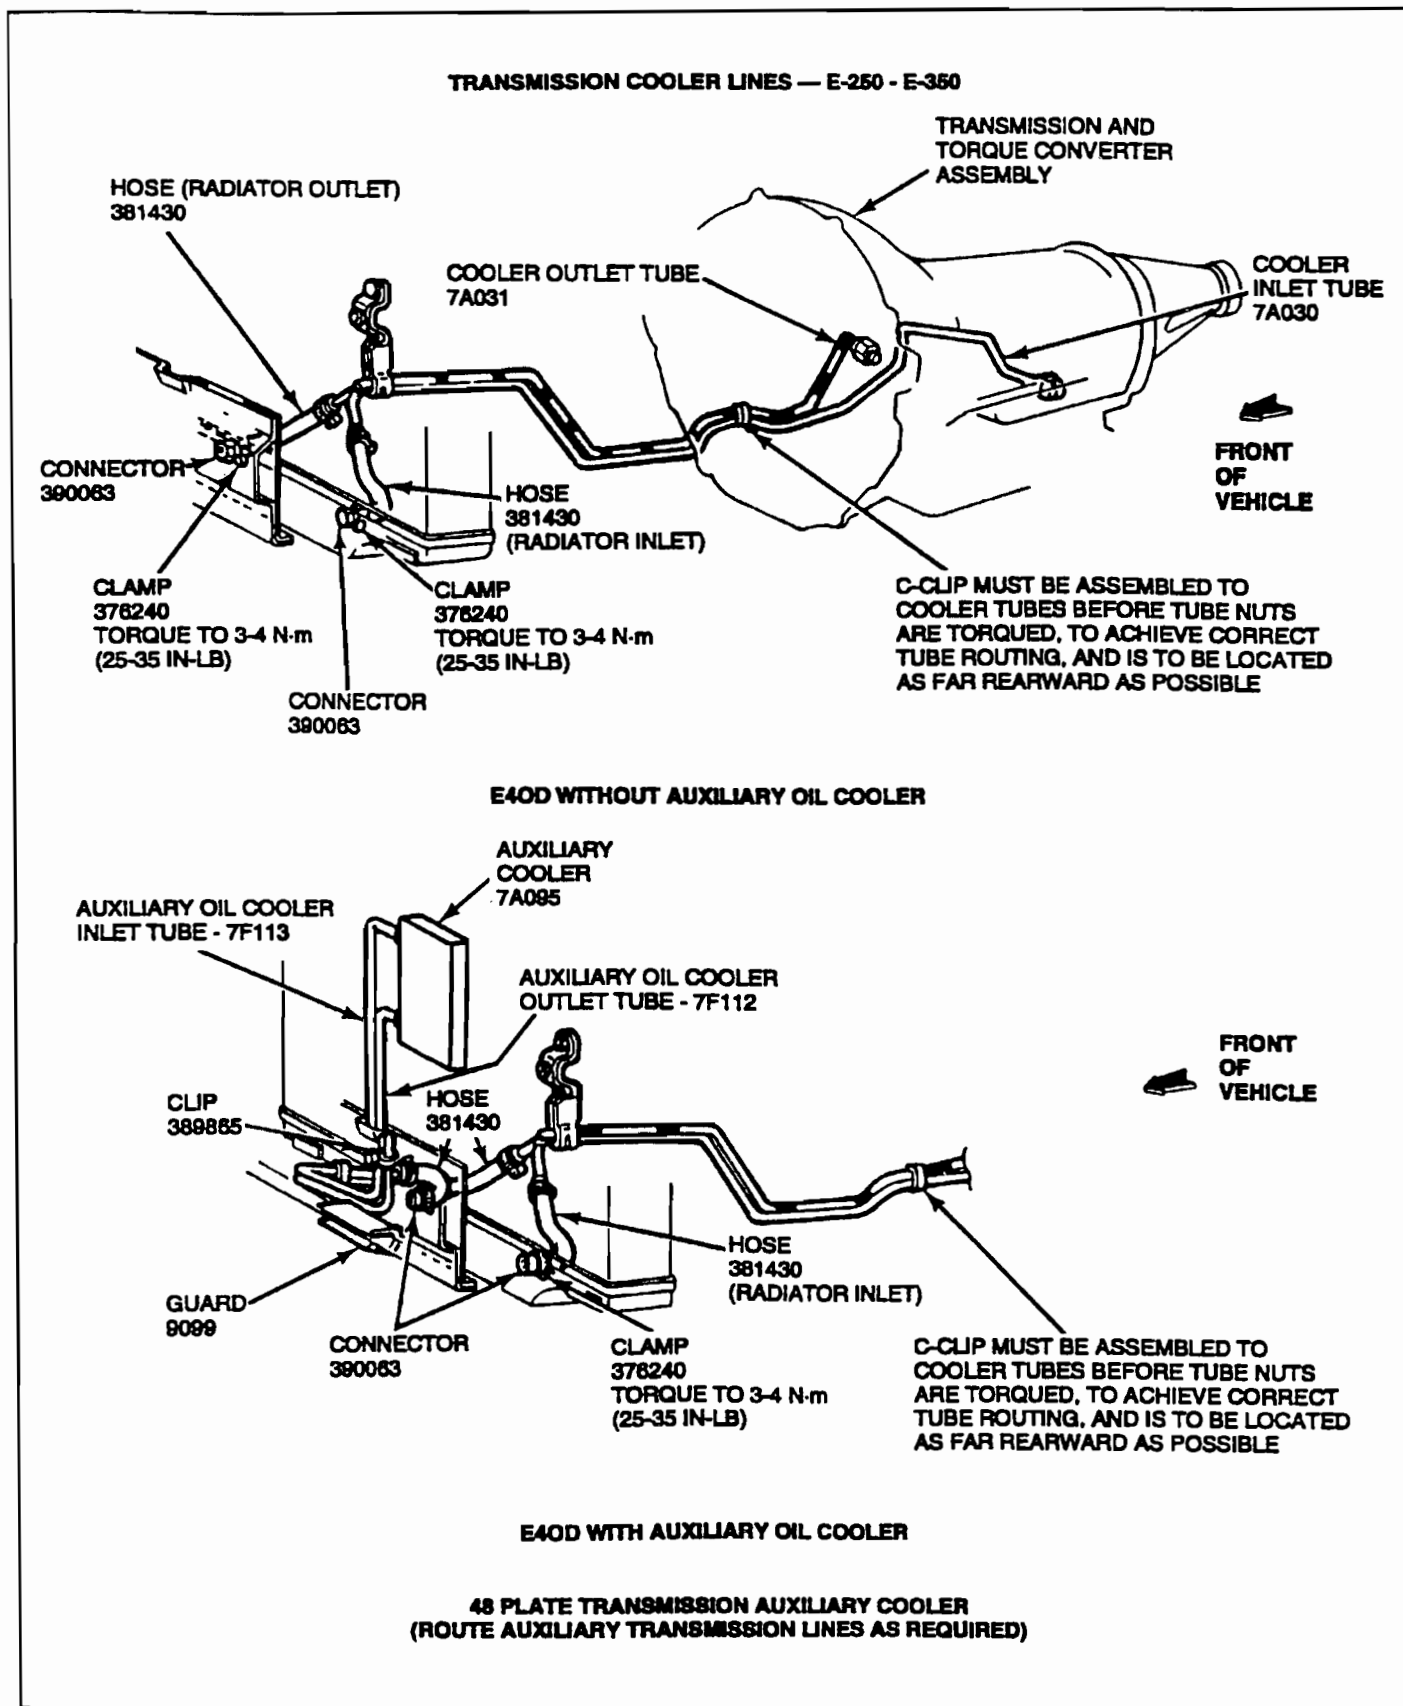 TRANSMISSION COOLER LINES — E-250 - E-350
TRANSMISSION AND
TORQUE CONVERTER
ASSEMBLY
HOSE (RADIATOR OUTLET)
381430
COOLER OUTLET TUBE
7A031
COOLER
INLET TUBE
7A030
FRONT
OF
VEHICLE
CONNECTOR
390063
HOSE
381430
(RADIATOR INLET)
CLAMP
376240
TORQUE TO 3-4 N·m
(25-35 IN-LB)
CLAMP
376240
TORQUE TO 3-4 N·m
(25-35 IN-LB)
CONNECTOR
390063
C-CLIP MUST BE ASSEMBLED TO
COOLER TUBES BEFORE TUBE NUTS
ARE TORQUED, TO ACHIEVE CORRECT
TUBE ROUTING, AND IS TO BE LOCATED
AS FAR REARWARD AS POSSIBLE
E4OD WITHOUT AUXILIARY OIL COOLER
AUXILIARY
COOLER
7A095
AUXILIARY OIL COOLER
INLET TUBE - 7F113
AUXILIARY OIL COOLER
OUTLET TUBE - 7F112
FRONT
OF
VEHICLE
CLIP
389865
HOSE
381430
HOSE
381430
(RADIATOR INLET)
GUARD
9099
CONNECTOR
390063
CLAMP
376240
TORQUE TO 3-4 N·m
(25-35 IN-LB)
C-CLIP MUST BE ASSEMBLED TO
COOLER TUBES BEFORE TUBE NUTS
ARE TORQUED, TO ACHIEVE CORRECT
TUBE ROUTING, AND IS TO BE LOCATED
AS FAR REARWARD AS POSSIBLE
E4OD WITH AUXILIARY OIL COOLER
48 PLATE TRANSMISSION AUXILIARY COOLER
(ROUTE AUXILIARY TRANSMISSION LINES AS REQUIRED)